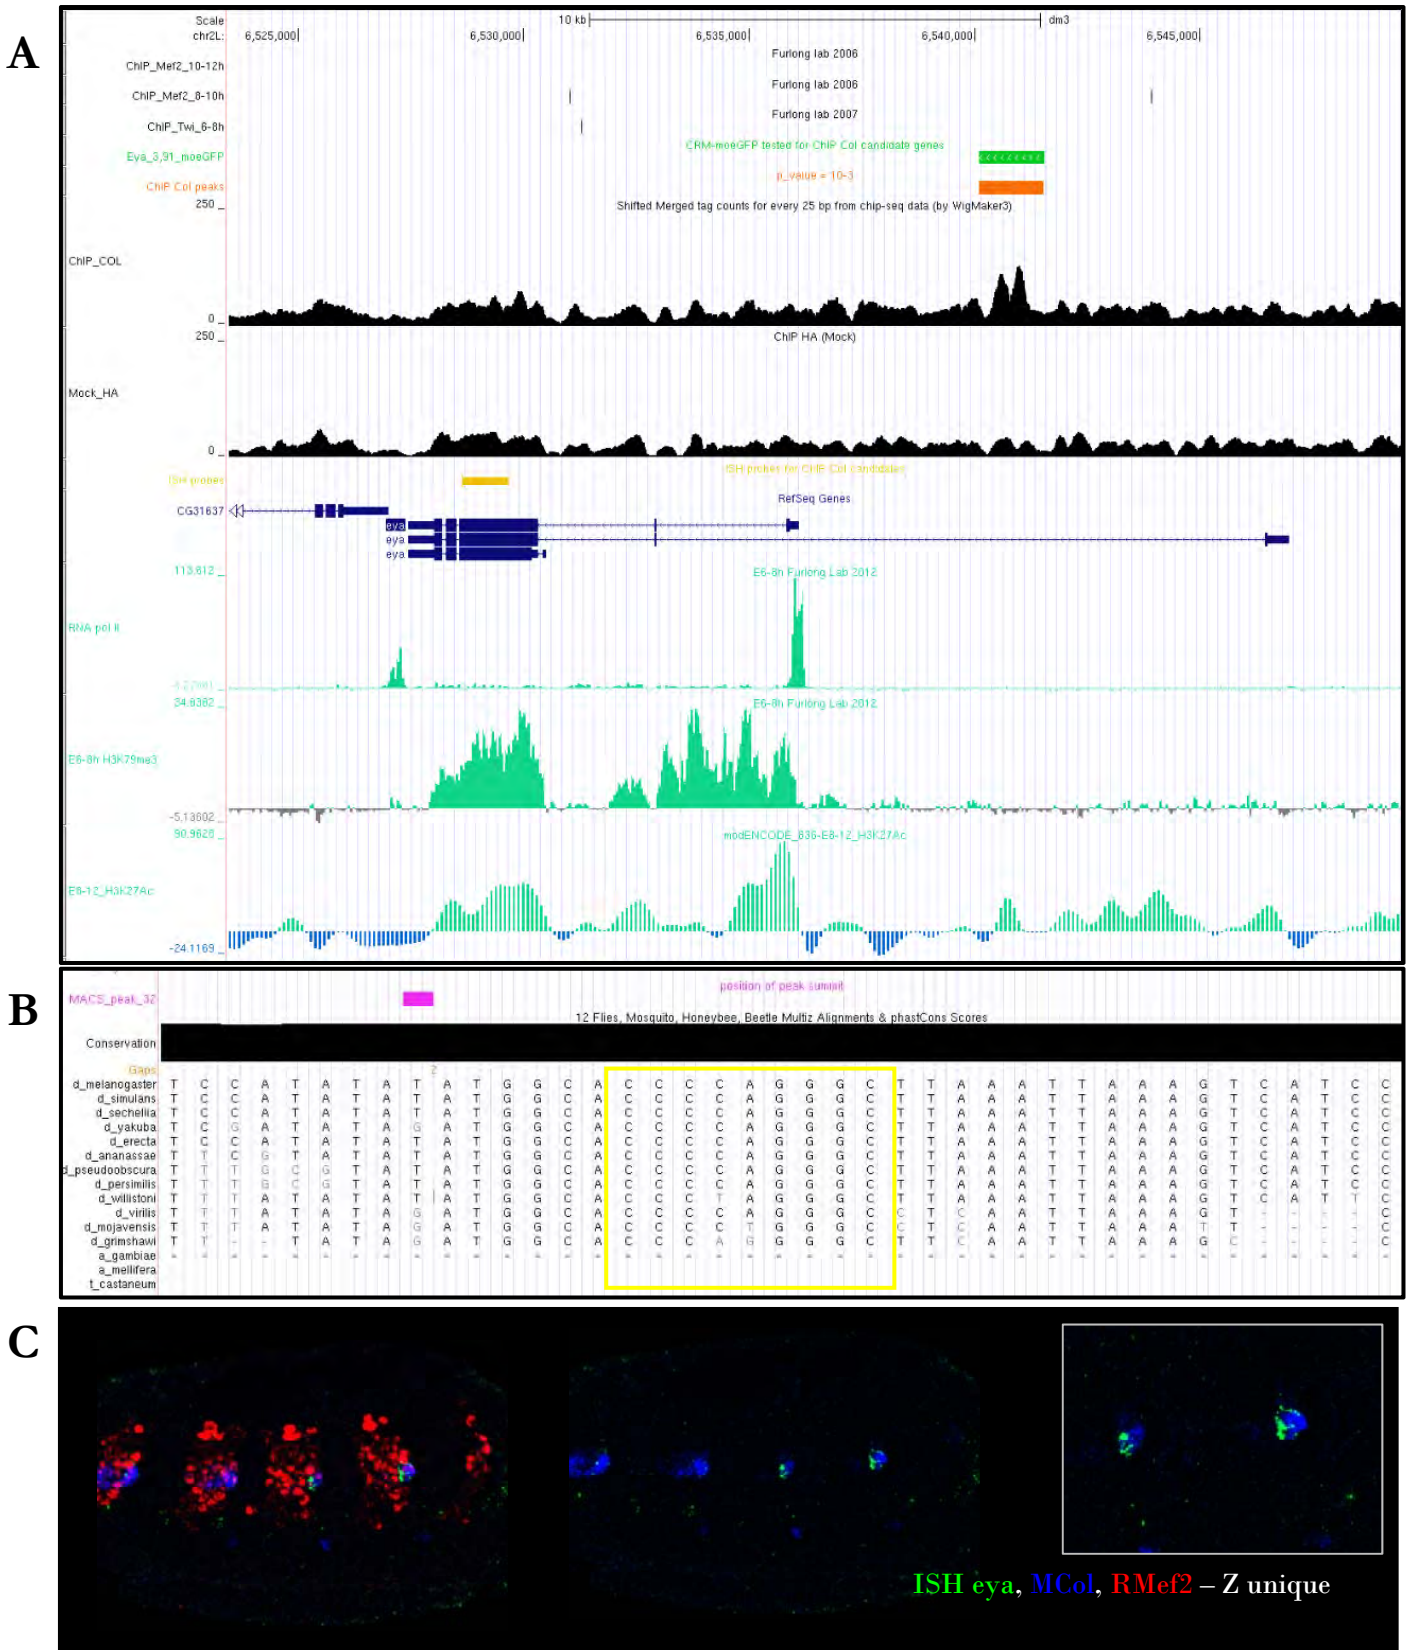 A
Scale 10 kb dm3
chr2L: 6,525,000 6,530,000 6,535,000 6,540,000 6,545,000
Furlong lab 2006
ChIP_Mef2_10-12h
Furlong lab 2006
ChIP_Mef2_8-10h
Furlong lab 2007
ChIP_Twi_6-8h
CRM-moeGFP tested for ChIP Col candidate genes
Eya_3,91_moeGFP
p_value = 10-3
ChIP Col peaks
250 Shifted Merged tag counts for every 25 bp from chip-seq data (by WigMaker3)
ChIP_COL
0
250 ChIP HA (Mock)
Mock_HA
0
ISH probes for ChIP Col candidates
ISH probes
RefSeq Genes
CG31637
eya
eya
eya
113.612 E6-8h Furlong Lab 2012
RNA pol II
34.6382 E6-8h Furlong Lab 2012
E6-8h H3K79me3
-5.13602
90.9626 modENCODE_836-E8-12_H3K27Ac
E8-12_H3K27Ac
-24.1169
B
position of peak summit
MACS_peak_32
12 Flies, Mosquito, Honeybee, Beetle Multiz Alignments & phastCons Scores
Conservation
Gaps 2
d_melanogaster T C C A T A T A T A T G G C A C C C C A G G G C T T A A A T T A A A G T C A T C C
d_simulans T C C A T A T A T A T G G C A C C C C A G G G C T T A A A T T A A A G T C A T C C
d_sechellia T C C A T A T A T A T G G C A C C C C A G G G C T T A A A T T A A A G T C A T C C
d_yakuba T C G A T A T A G A T G G C A C C C C A G G G C T T A A A T T A A A G T C A T C C
d_erecta T C C A T A T A T A T G G C A C C C C A G G G C T T A A A T T A A A G T C A T C C
d_ananassae T T C G T A T A T A T G G C A C C C C A G G G C T T A A A T T A A A G T C A T C C
d_pseudoobscura T T T G C G T A T A T G G C A C C C C A G G G C T T A A A T T A A A G T C A T C C
d_persimilis T T T G C G T A T A T G G C A C C C C A G G G C T T A A A T T A A A G T C A T C C
d_willistoni T T T A T A T A T A T G G C A C C C T A G G G C T T A A A T T A A A G T C A T T C
d_virilis T T T A T A T A G A T G G C A C C C C A G G G C C T C A A T T A A A G T - - - - C
d_mojavensis T T T A T A T A G A T G G C A C C C C T G G G C C T C A A T T A A A T T - - - - C
d_grimshawi T T - - T A T A G A T G G C A C C C A G G G G C T T C A A T T A A A G C - - - - C
a_gambiae = = = = = = = = = = = = = = = = = = = = = = = = = = = = = = = = = = = = = = = = =
a_mellifera
t_castaneum
C
ISH eya, MCol, RMef2 – Z unique